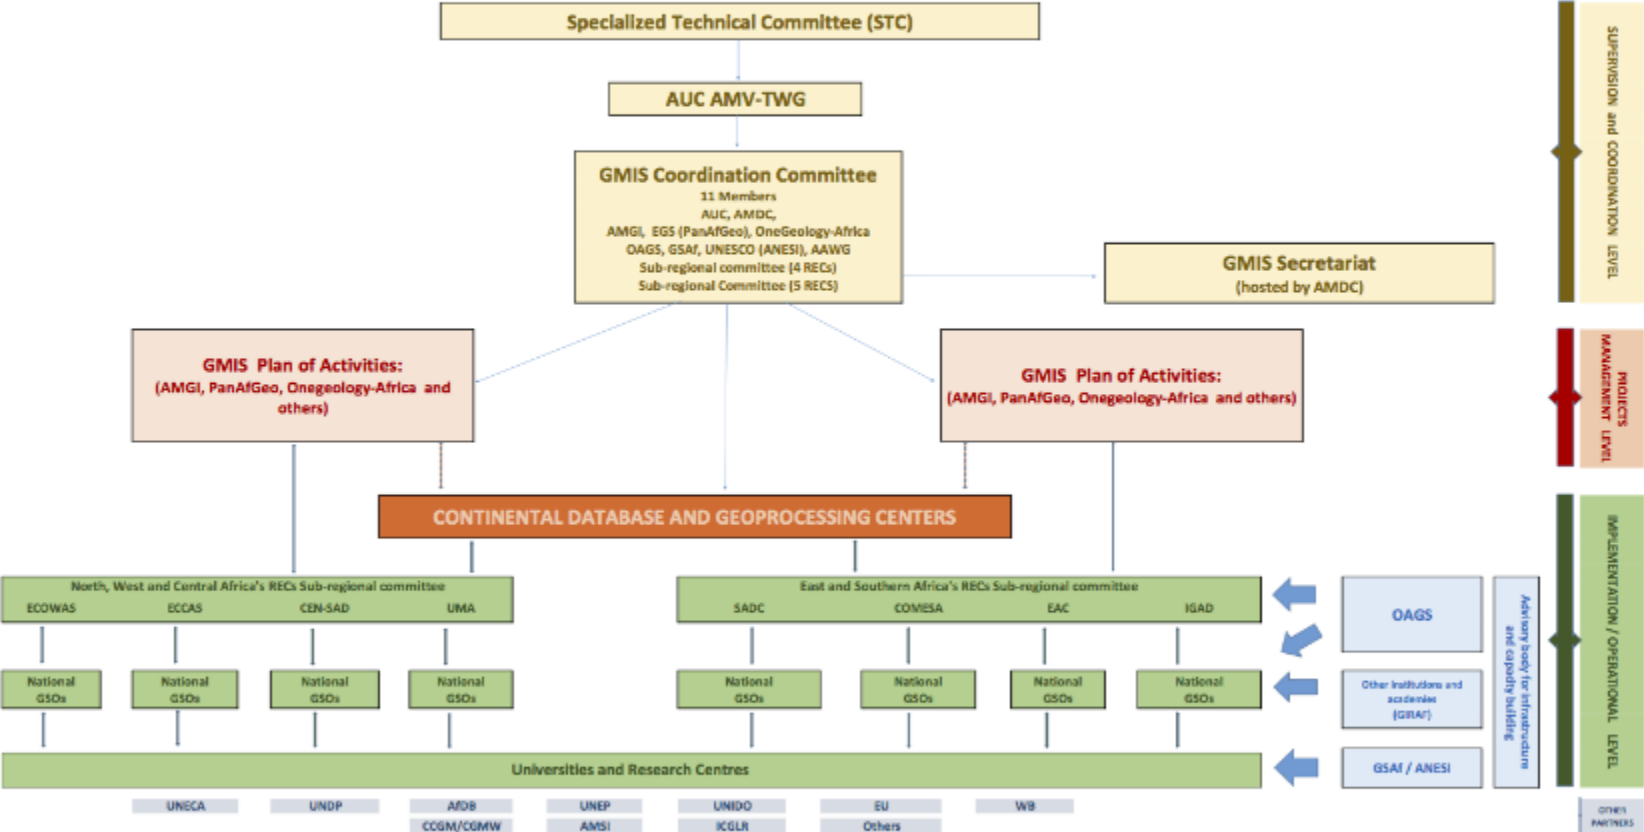 Specialized Technical Committee (STC)
AUC AMV-TWG
GMIS Coordination Committee
11 Members
AUC, AMDC,
AMGI, EGS (PanAfGeo), OneGeology-Africa
OAGS, GSAf, UNESCO (ANESI), AAWG
Sub-regional committee (4 RECs)
Sub-regional Committee (5 RECS)
GMIS Secretariat
(hosted by AMDC)
SUPERVISION and COORDINATION LEVEL
GMIS Plan of Activities:
(AMGI, PanAfGeo, Onegeology-Africa and
others)
GMIS Plan of Activities:
(AMGI, PanAfGeo, Onegeology-Africa and others)
PROJECTS
MANAGEMENT LEVEL
CONTINENTAL DATABASE AND GEOPROCESSING CENTERS
North, West and Central Africa's RECs Sub-regional committee
ECOWAS ECCAS CEN-SAD UMA
East and Southern Africa's RECs Sub-regional committee
SADC COMESA EAC IGAD
National
GSOs
National
GSOs
National
GSOs
National
GSOs
National
GSOs
National
GSOs
National
GSOs
National
GSOs
Universities and Research Centres
OAGS
Other Institutions and
academies
(GIRAF)
GSAf / ANESI
Advisory body for infrastructure
and capacity building
IMPLEMENTATION / OPERATIONAL LEVEL
UNECA UNDP AfDB UNEP UNIDO EU WB
CCGM/CGMW AMSI ICGLR Others
OTHER
PARTNERS